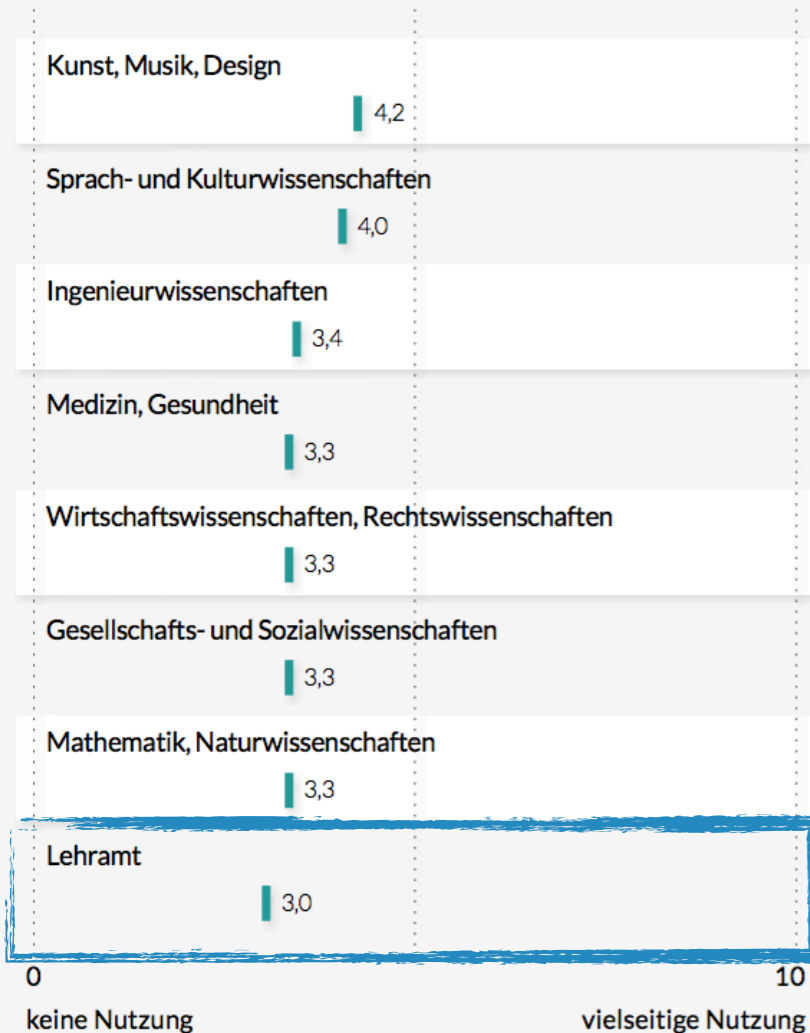 Kunst, Musik, Design
4,2
Sprach- und Kulturwissenschaften
4,0
Ingenieurwissenschaften
3,4
Medizin, Gesundheit
3,3
Wirtschaftswissenschaften, Rechtswissenschaften
3,3
Gesellschafts- und Sozialwissenschaften
3,3
Mathematik, Naturwissenschaften
3,3
Lehramt
3,0
0 10
keine Nutzung vielseitige Nutzung